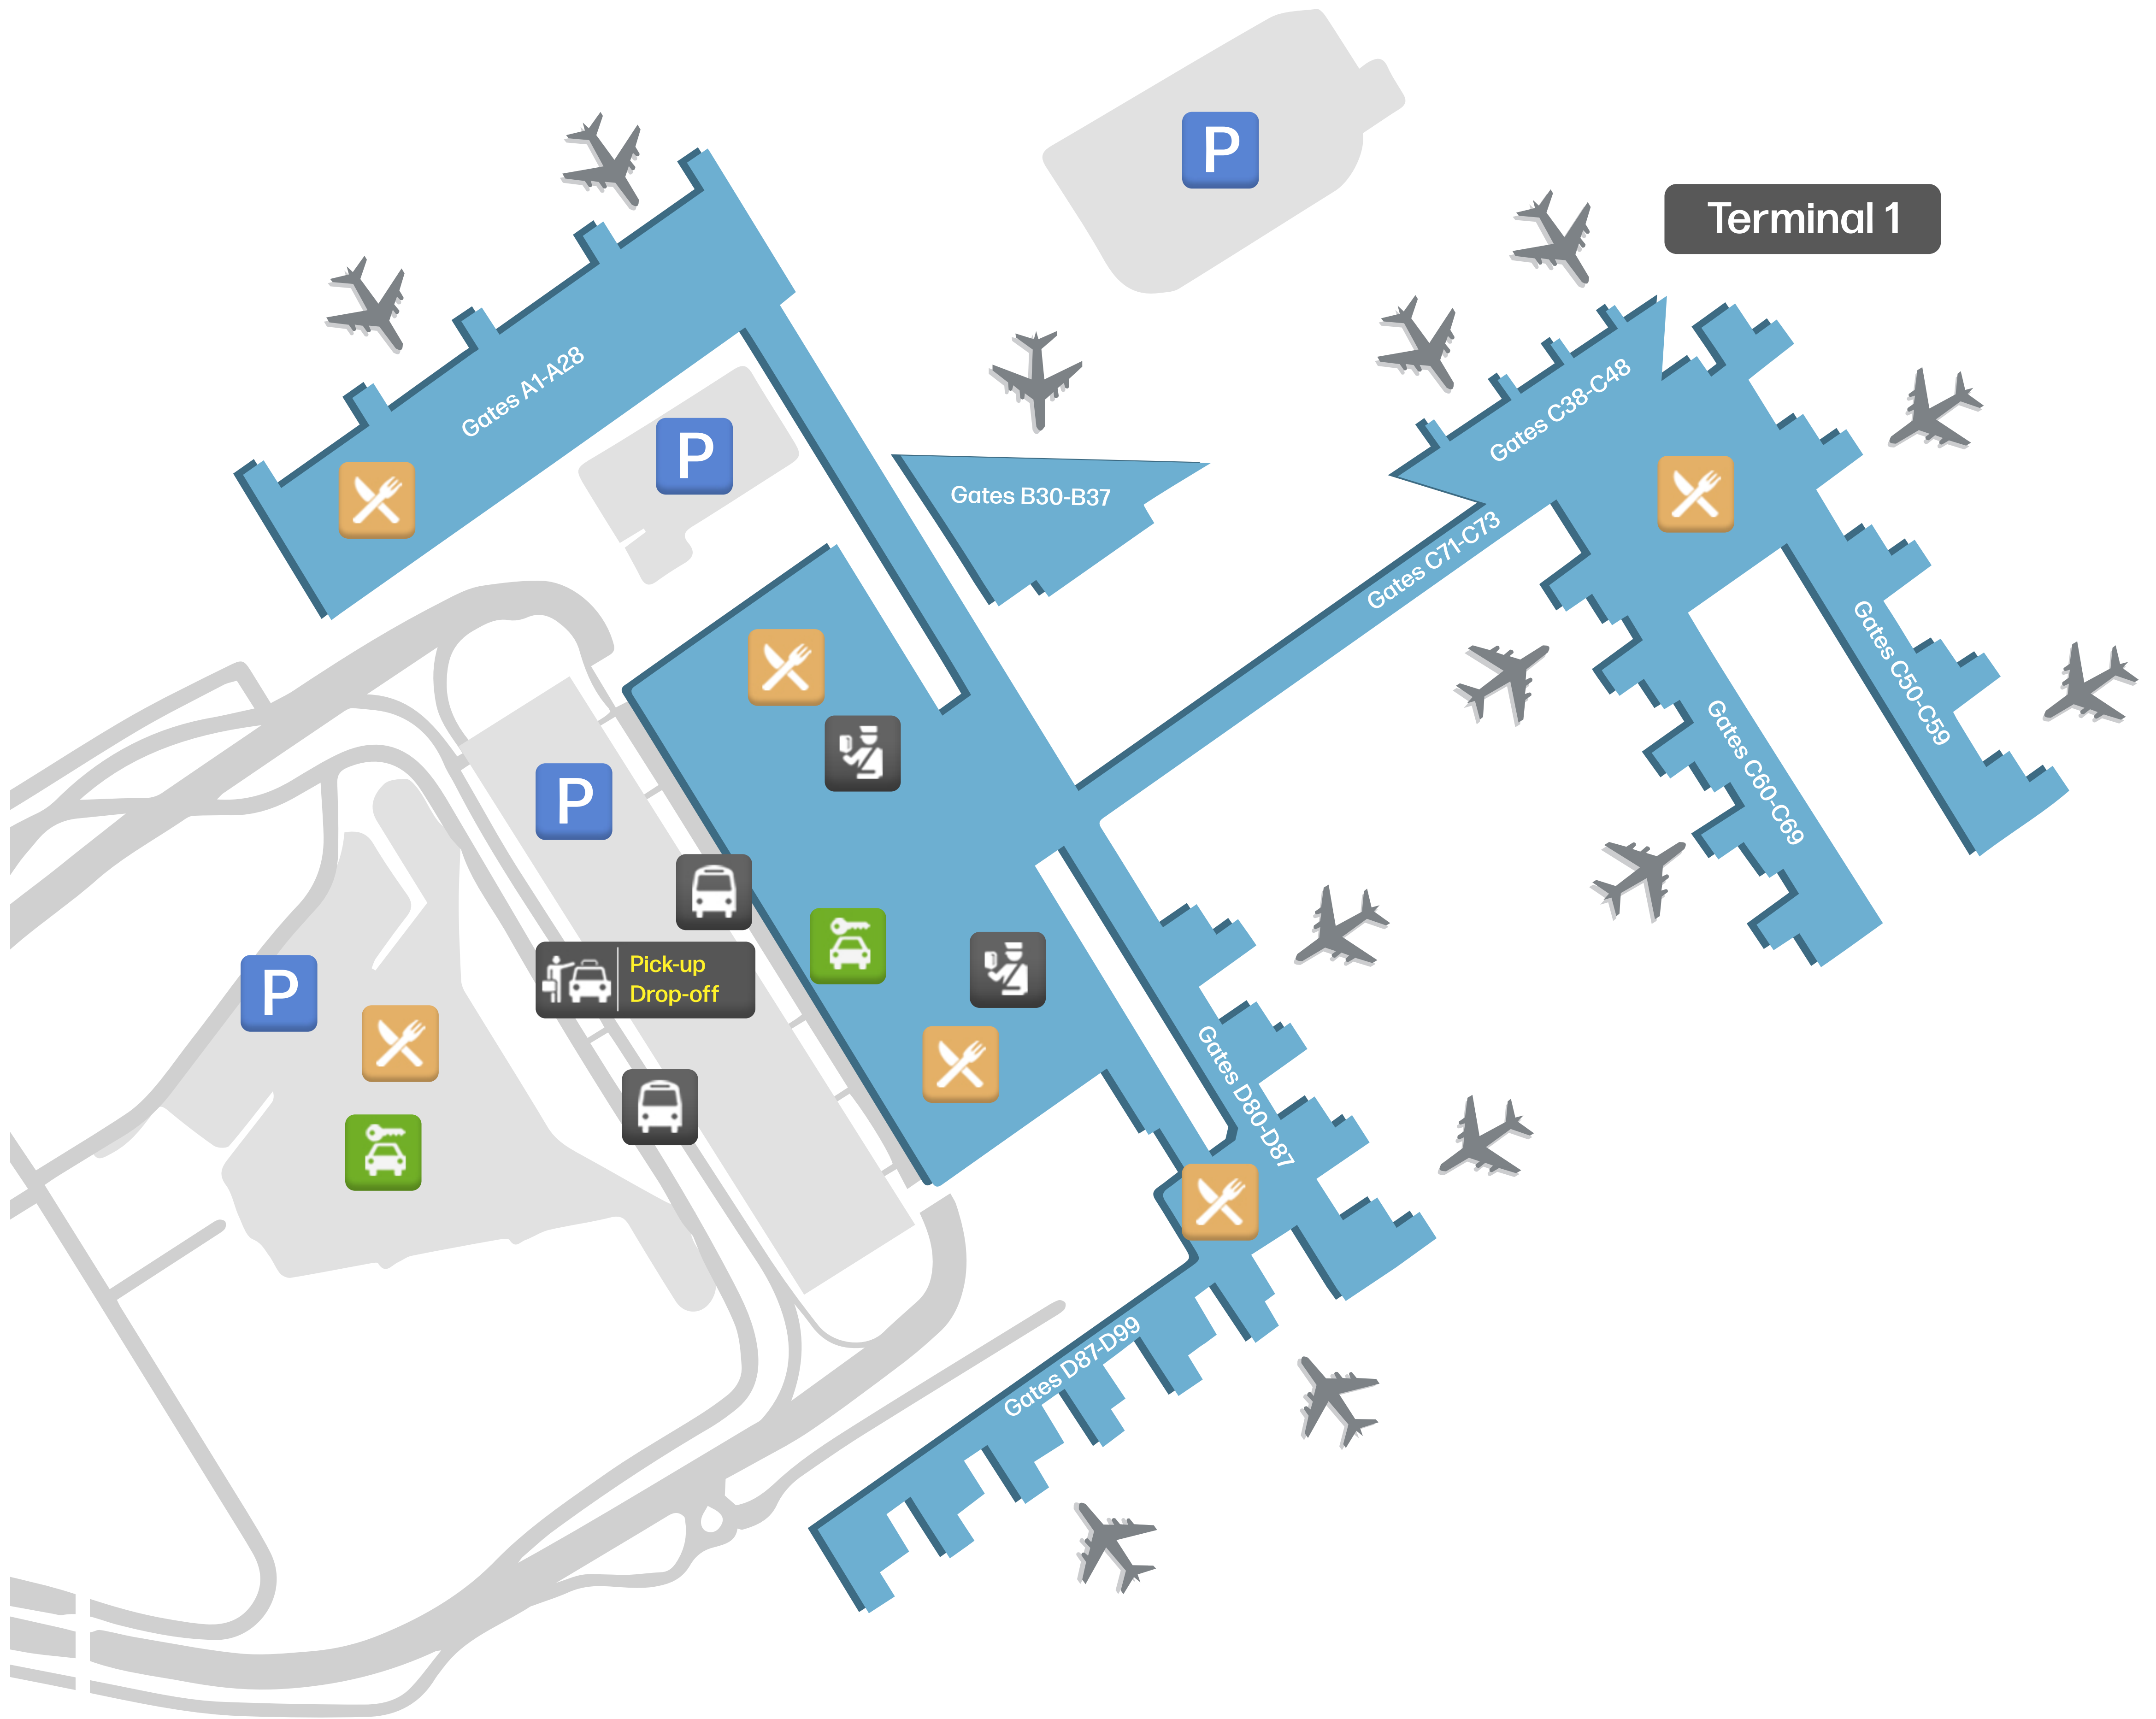 P
Terminal 1
Gates A1-A28
Gates C38-C48
P
Gates B30-B37
Gates C71-C73
Gates C50-C59
Gates C60-C69
P
Pick-up
Drop-off
P
Gates D80-D87
Gates D87-D99